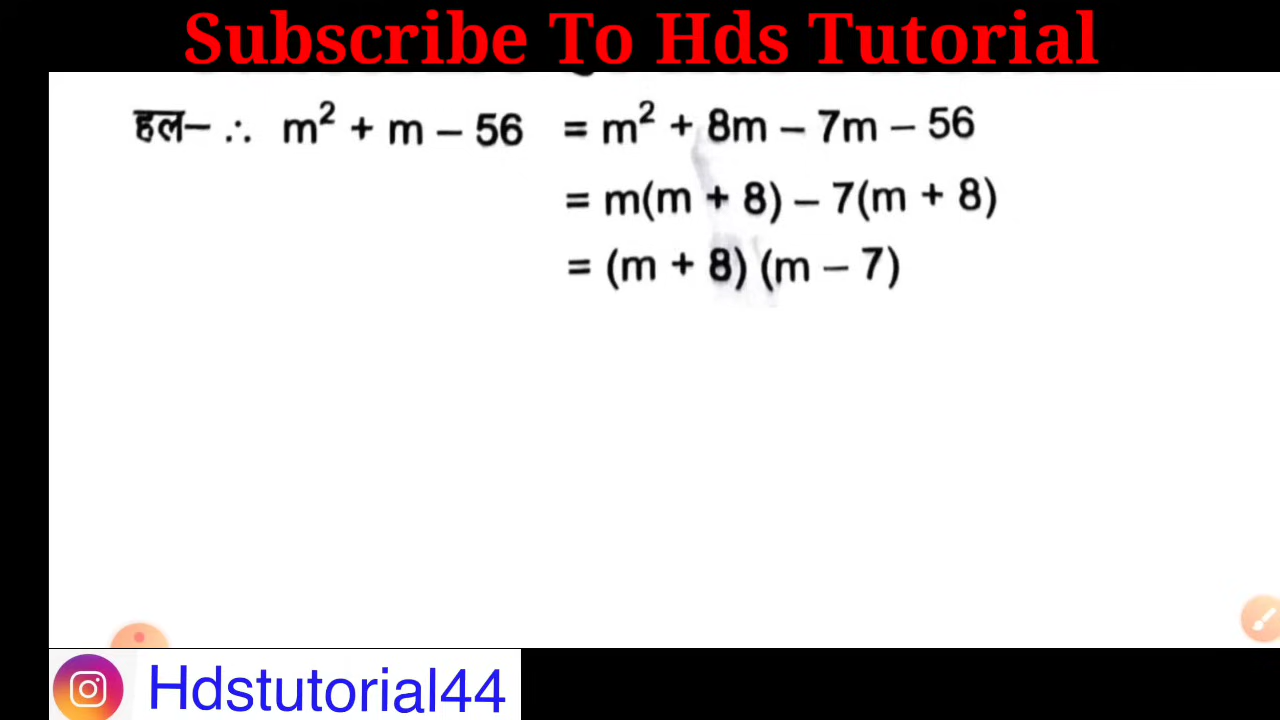 Subscribe To Hds Tutorial
हल– ∴ m² + m – 56 = m² + 8m – 7m – 56
= m(m + 8) – 7(m + 8)
= (m + 8) (m – 7)
Hdstutorial44